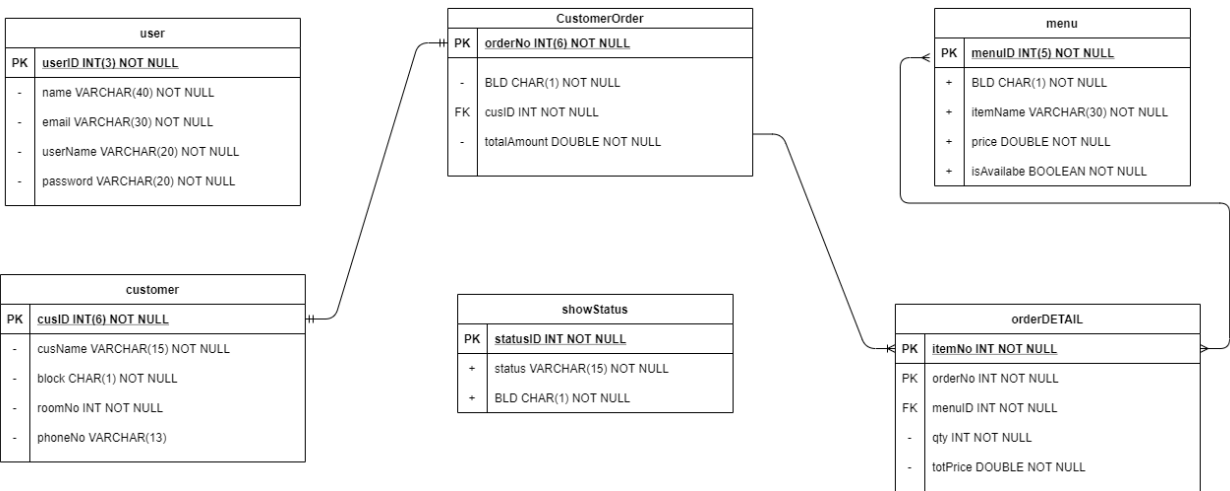 user
PK userID INT(3) NOT NULL
- name VARCHAR(40) NOT NULL
- email VARCHAR(30) NOT NULL
- userName VARCHAR(20) NOT NULL
- password VARCHAR(20) NOT NULL
CustomerOrder
PK orderNo INT(6) NOT NULL
- BLD CHAR(1) NOT NULL
FK cusID INT NOT NULL
- totalAmount DOUBLE NOT NULL
menu
PK menuID INT(5) NOT NULL
+ BLD CHAR(1) NOT NULL
+ itemName VARCHAR(30) NOT NULL
+ price DOUBLE NOT NULL
+ isAvailabe BOOLEAN NOT NULL
customer
PK cusID INT(6) NOT NULL
- cusName VARCHAR(15) NOT NULL
- block CHAR(1) NOT NULL
- roomNo INT NOT NULL
- phoneNo VARCHAR(13)
showStatus
PK statusID INT NOT NULL
+ status VARCHAR(15) NOT NULL
+ BLD CHAR(1) NOT NULL
orderDETAIL
PK itemNo INT NOT NULL
PK orderNo INT NOT NULL
FK menuID INT NOT NULL
- qty INT NOT NULL
- totPrice DOUBLE NOT NULL